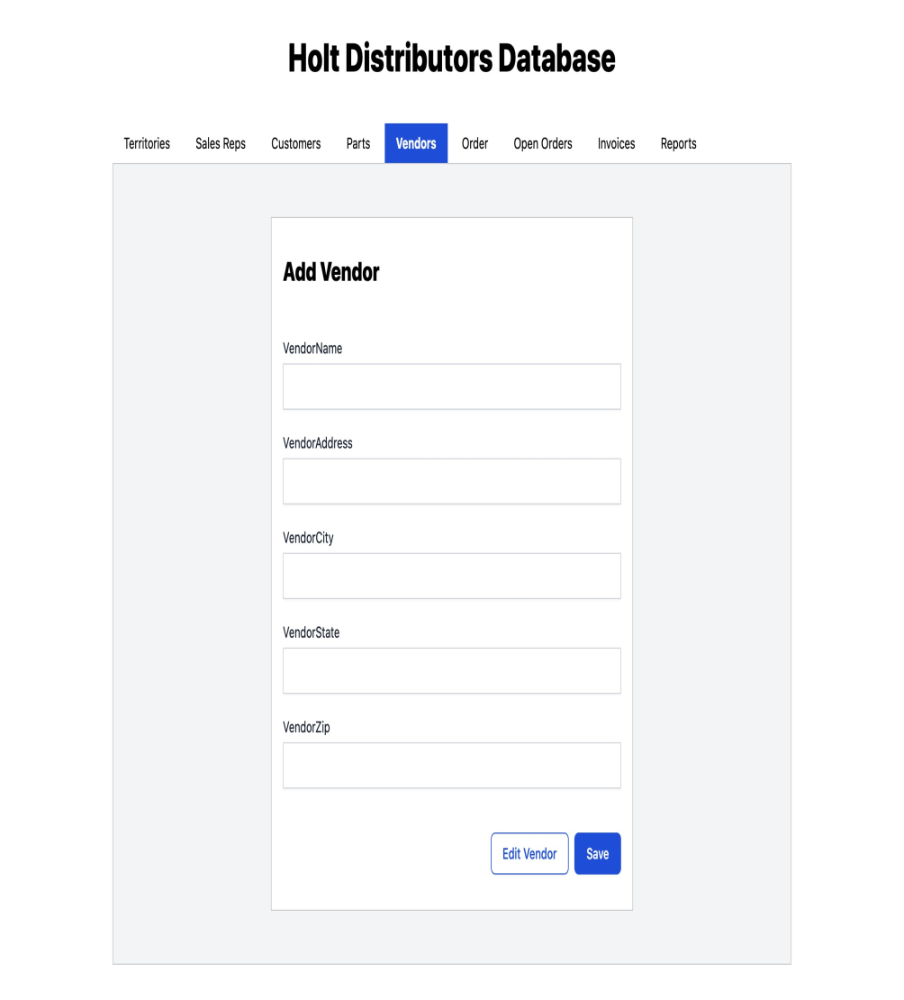 Holt Distributors Database
Territories Sales Reps Customers Parts Vendors Order Open Orders Invoices Reports
Add Vendor
VendorName
VendorAddress
VendorCity
VendorState
VendorZip
Edit Vendor Save